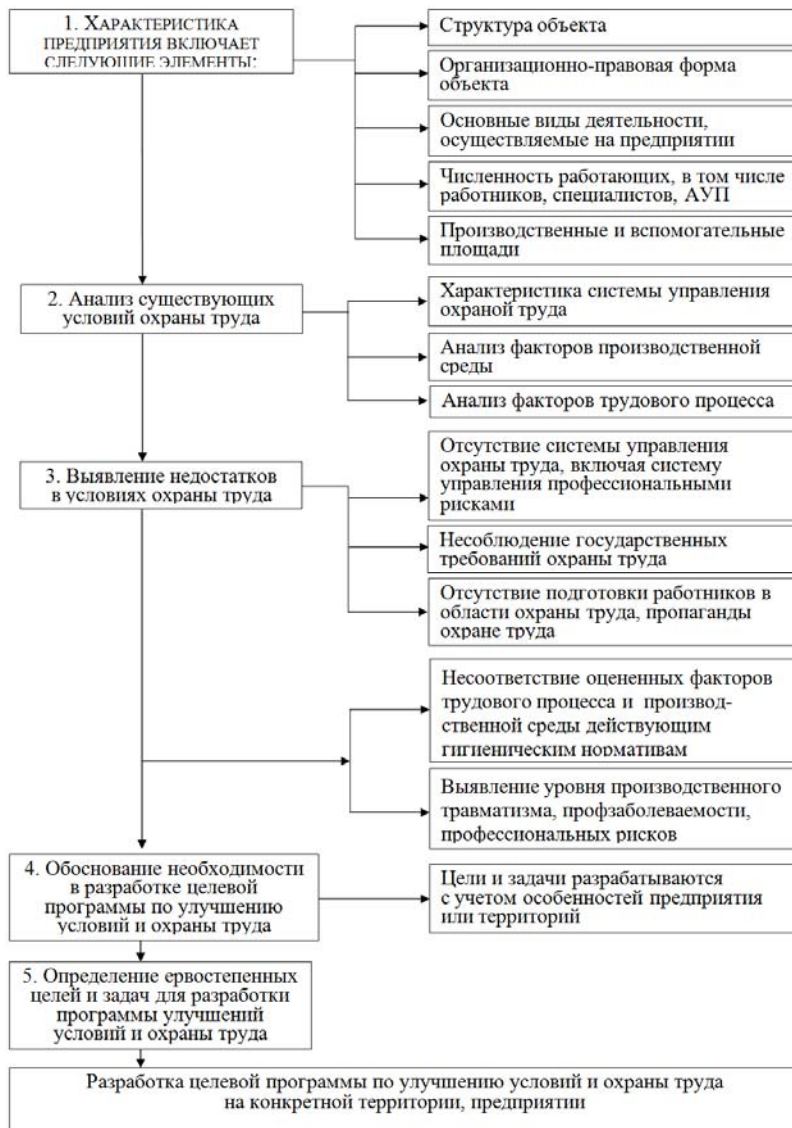 1. ХАРАКТЕРИСТИКА
ПРЕДПРИЯТИЯ ВКЛЮЧАЕТ
СЛЕДУЮЩИЕ ЭЛЕМЕНТЫ:
Структура объекта
Организационно-правовая форма
объекта
Основные виды деятельности,
осуществляемые на предприятии
Численность работающих, в том числе
работников, специалистов, АУП
Производственные и вспомогательные
площади
2. Анализ существующих
условий охраны труда
Характеристика системы управления
охраной труда
Анализ факторов производственной
среды
Анализ факторов трудового процесса
3. Выявление недостатков
в условиях охраны труда
Отсутствие системы управления
охраны труда, включая систему
управления профессиональными
рисками
Несоблюдение государственных
требований охраны труда
Отсутствие подготовки работников в
области охраны труда, пропаганды
охране труда
Несоответствие оцененных факторов
трудового процесса и производ-
ственной среды действующим
гигиеническим нормативам
Выявление уровня производственного
травматизма, профзаболеваемости,
профессиональных рисков
4. Обоснование необходимости
в разработке целевой
программы по улучшению
условий и охраны труда
Цели и задачи разрабатываются
с учетом особенностей предприятия
или территорий
5. Определение ервостепенных
целей и задач для разработки
программы улучшений
условий и охраны труда
Разработка целевой программы по улучшению условий и охраны труда
на конкретной территории, предприятии